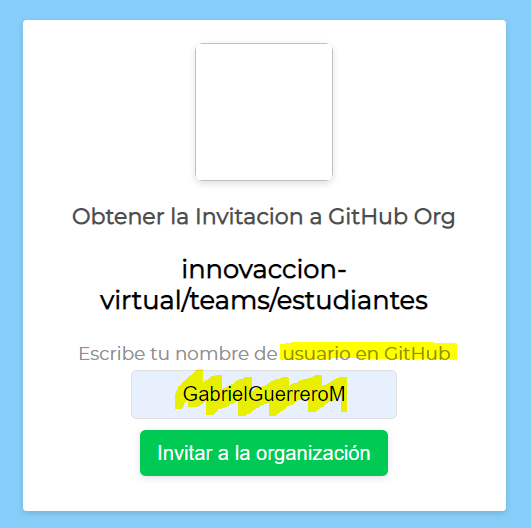 Obtener la Invitacion a GitHub Org
innovaccion-
virtual/teams/estudiantes
Escribe tu nombre de usuario en GitHub
GabrielGuerreroM
Invitar a la organización